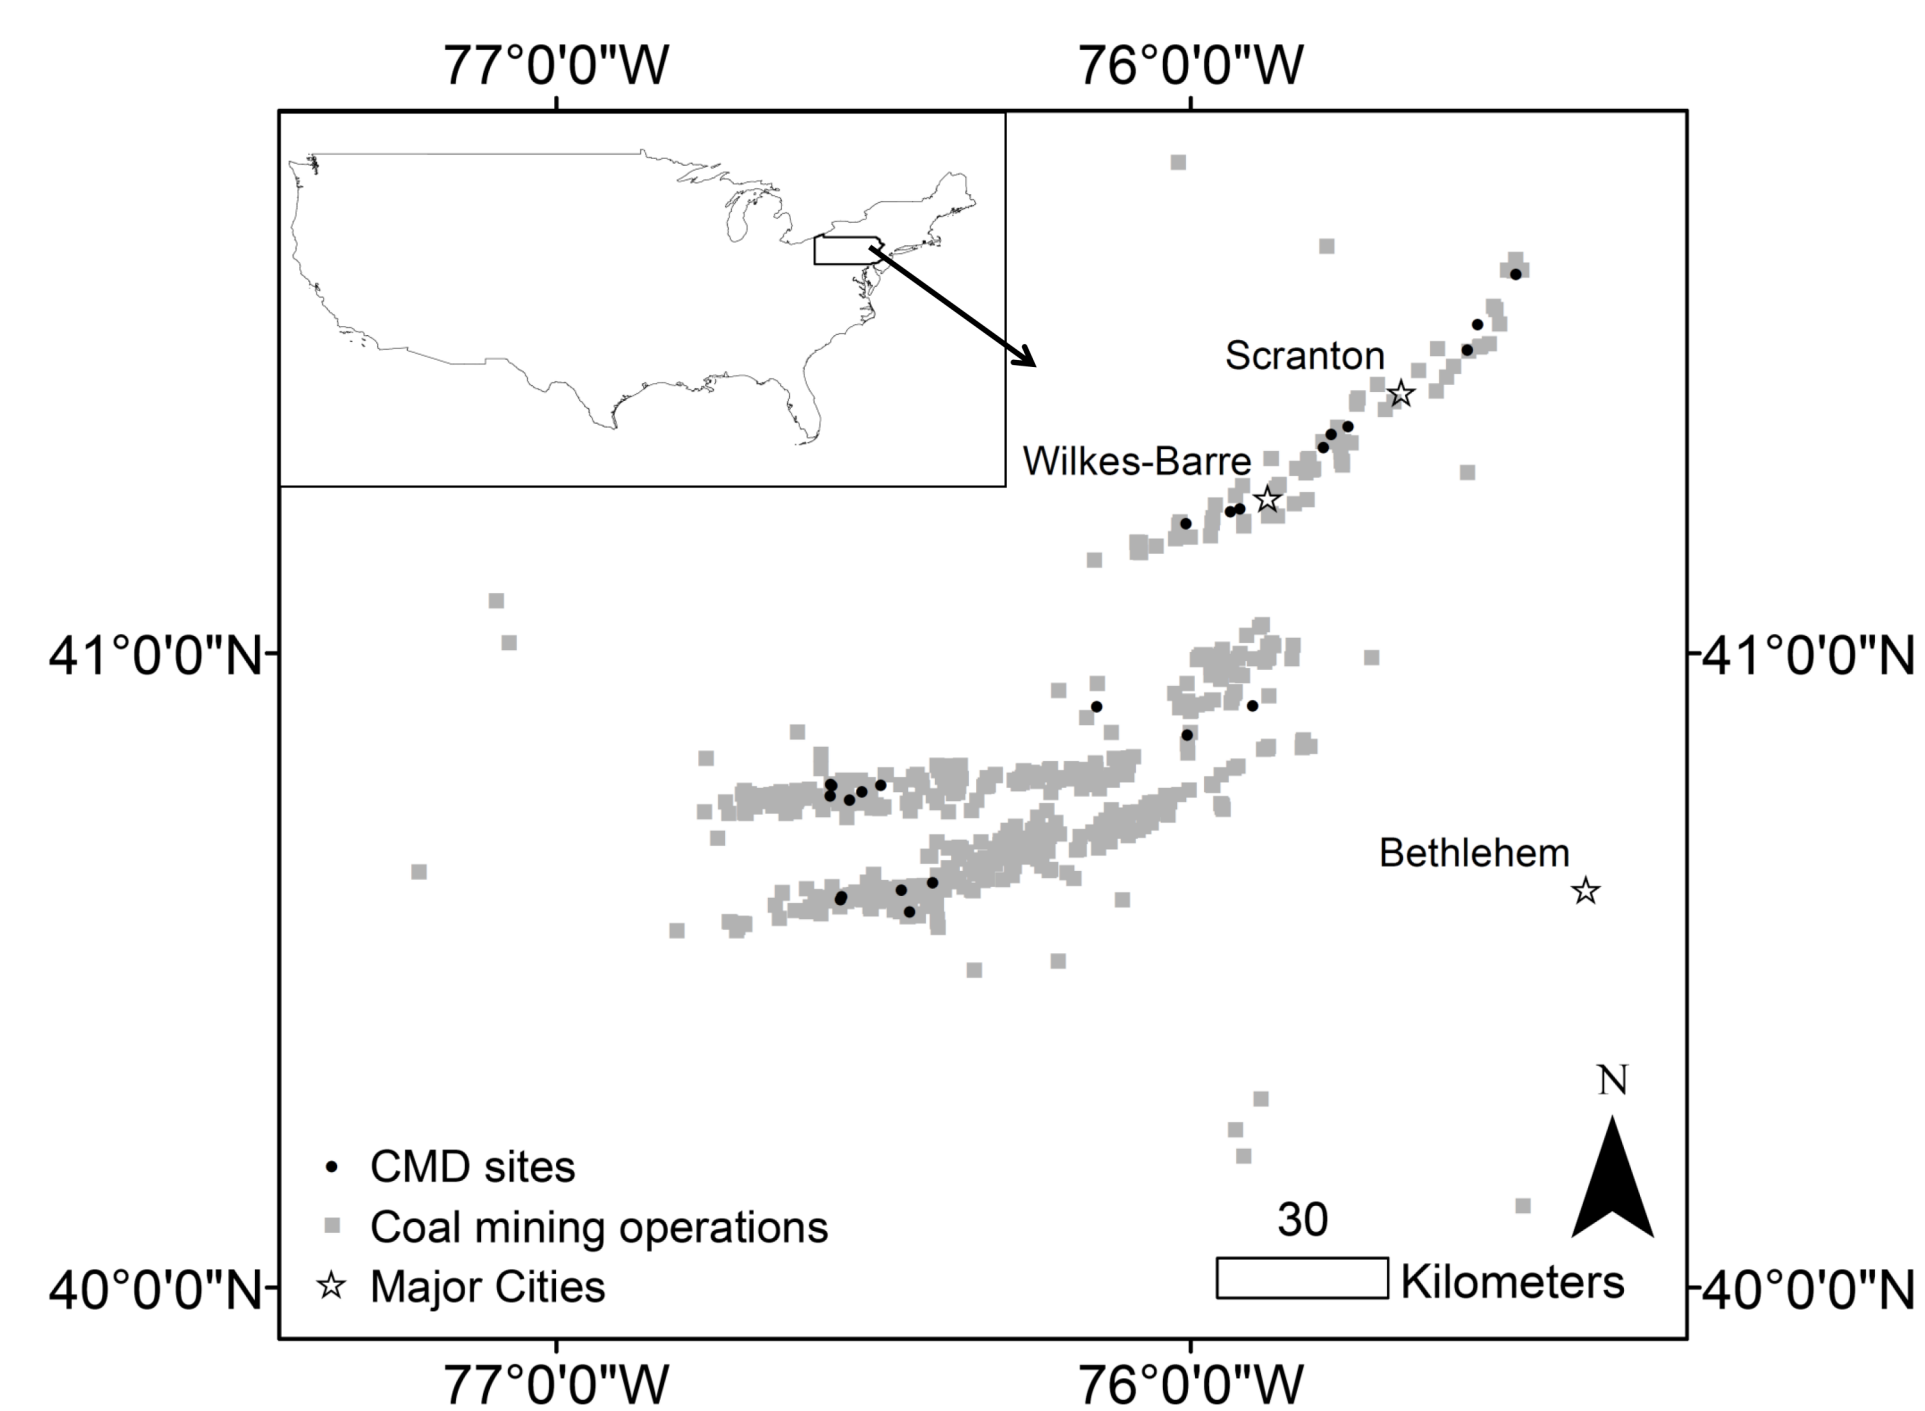 77°0'0"W 76°0'0"W
Scranton
Wilkes-Barre
41°0'0"N 41°0'0"N
Bethlehem
N
CMD sites
Coal mining operations
30
Major Cities
Kilometers
40°0'0"N 40°0'0"N
77°0'0"W 76°0'0"W